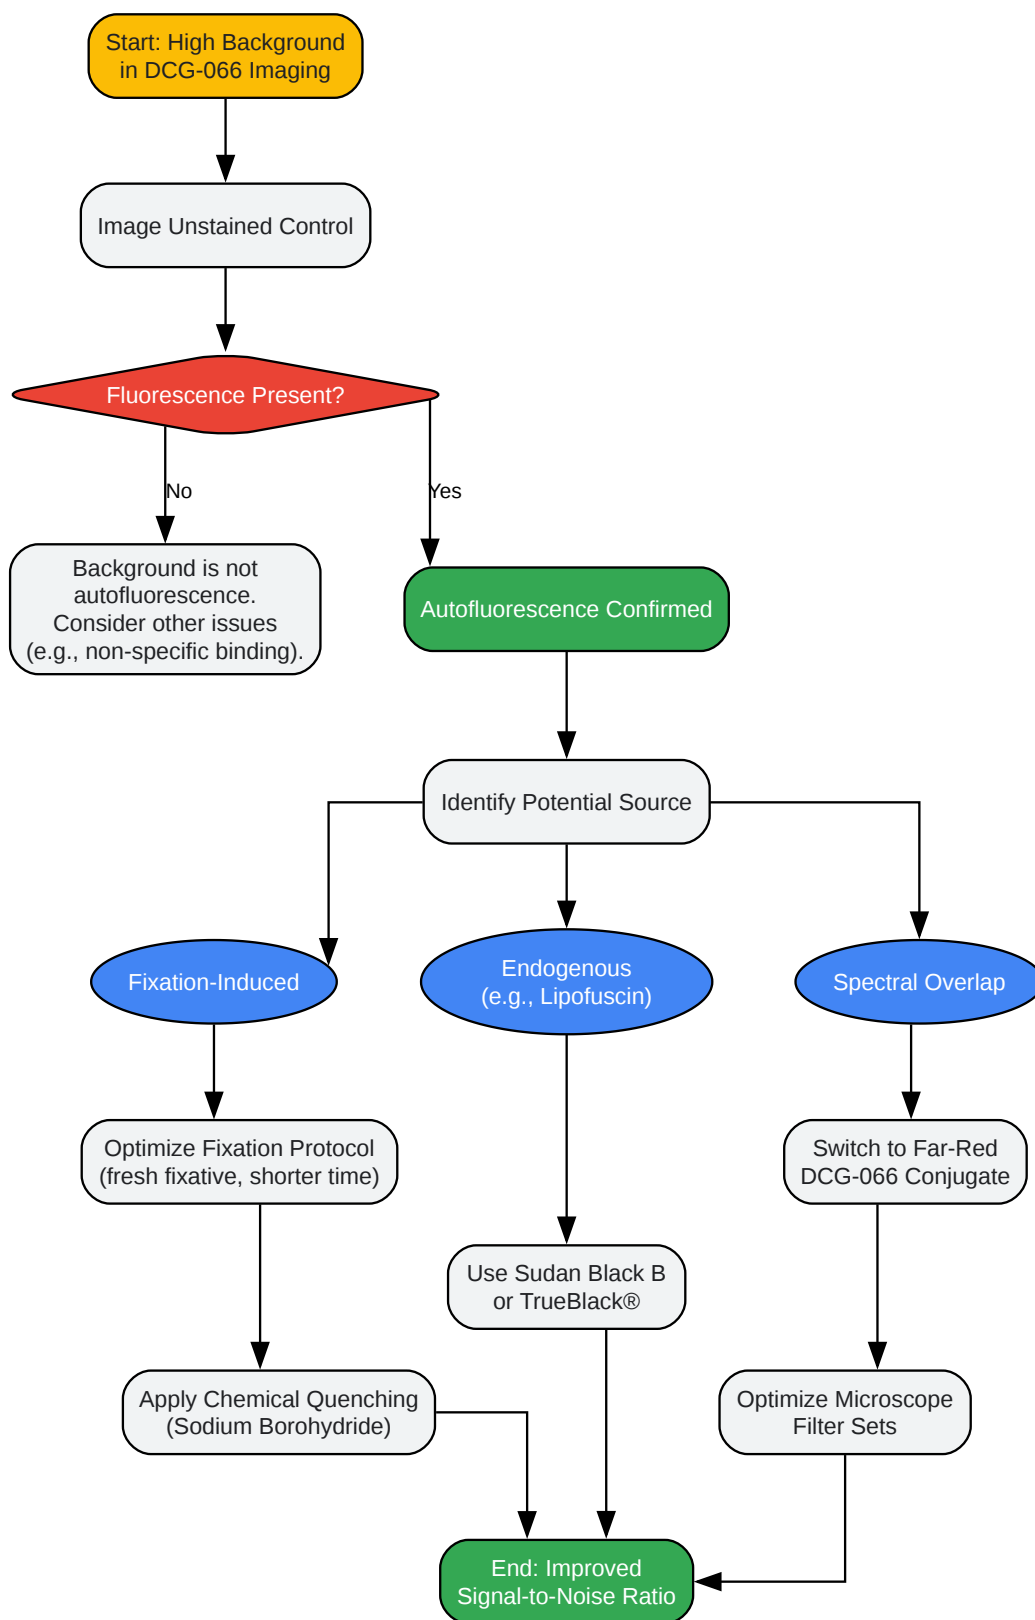 Start: High Background
in DCG-066 Imaging
Image Unstained Control
Fluorescence Present?
No
Yes
Background is not
autofluorescence.
Consider other issues
(e.g., non-specific binding).
Autofluorescence Confirmed
Identify Potential Source
Fixation-Induced
Endogenous
(e.g., Lipofuscin)
Spectral Overlap
Optimize Fixation Protocol
(fresh fixative, shorter time)
Switch to Far-Red
DCG-066 Conjugate
Use Sudan Black B
or TrueBlack®
Apply Chemical Quenching
(Sodium Borohydride)
Optimize Microscope
Filter Sets
End: Improved
Signal-to-Noise Ratio